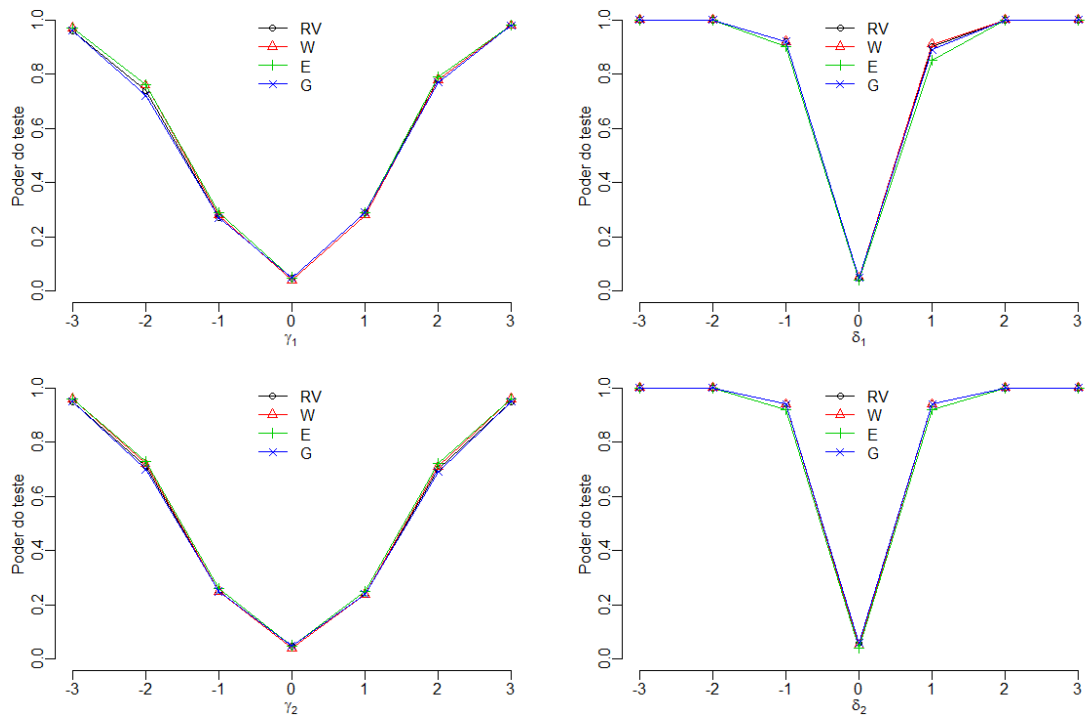 Poder do teste
1.0
0.8
0.6
0.4
0.2
0.0
RV
W
E
G
-3 -2 -1 0 1 2 3
γ1
Poder do teste
1.0
0.8
0.6
0.4
0.2
0.0
RV
W
E
G
-3 -2 -1 0 1 2 3
δ1
Poder do teste
1.0
0.8
0.6
0.4
0.2
0.0
RV
W
E
G
-3 -2 -1 0 1 2 3
γ2
Poder do teste
1.0
0.8
0.6
0.4
0.2
0.0
RV
W
E
G
-3 -2 -1 0 1 2 3
δ2